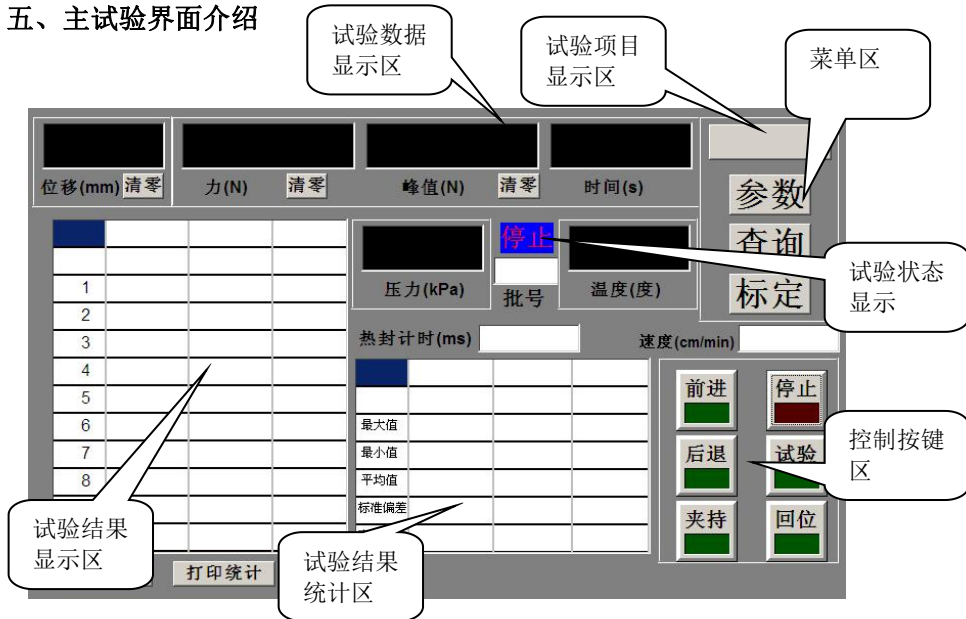 五、主试验界面介绍
试验数据
显示区
试验项目
显示区
菜单区
位移(mm)
清零
力(N)
清零
峰值(N)
清零
时间(s)
参数
查询
标定
停止
压力(kPa)
批号
温度(度)
试验状态
显示
热封计时(ms)
速度(cm/min)
1
2
3
4
5
6
7
8
最大值
最小值
平均值
标准偏差
前进
停止
后退
试验
夹持
回位
控制按键
区
试验结果
显示区
打印统计
试验结果
统计区